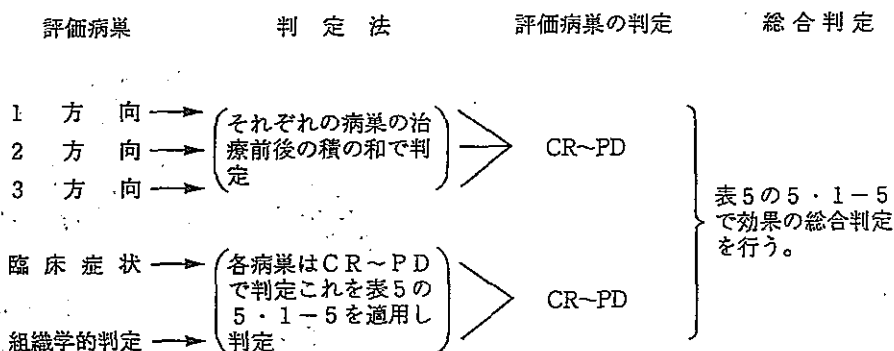 評価病巣 判定法 評価病巣の判定 総合判定
1方向
2方向
3方向
それぞれの病巣の治
療前後の積の和で判
定
CR~PD
臨床症状
組織学的判定
各病巣はCR~PD
で判定これを表5の
5・1-5を適用し
判定
CR~PD
表5の5・1-5
で効果の総合判定
を行う。